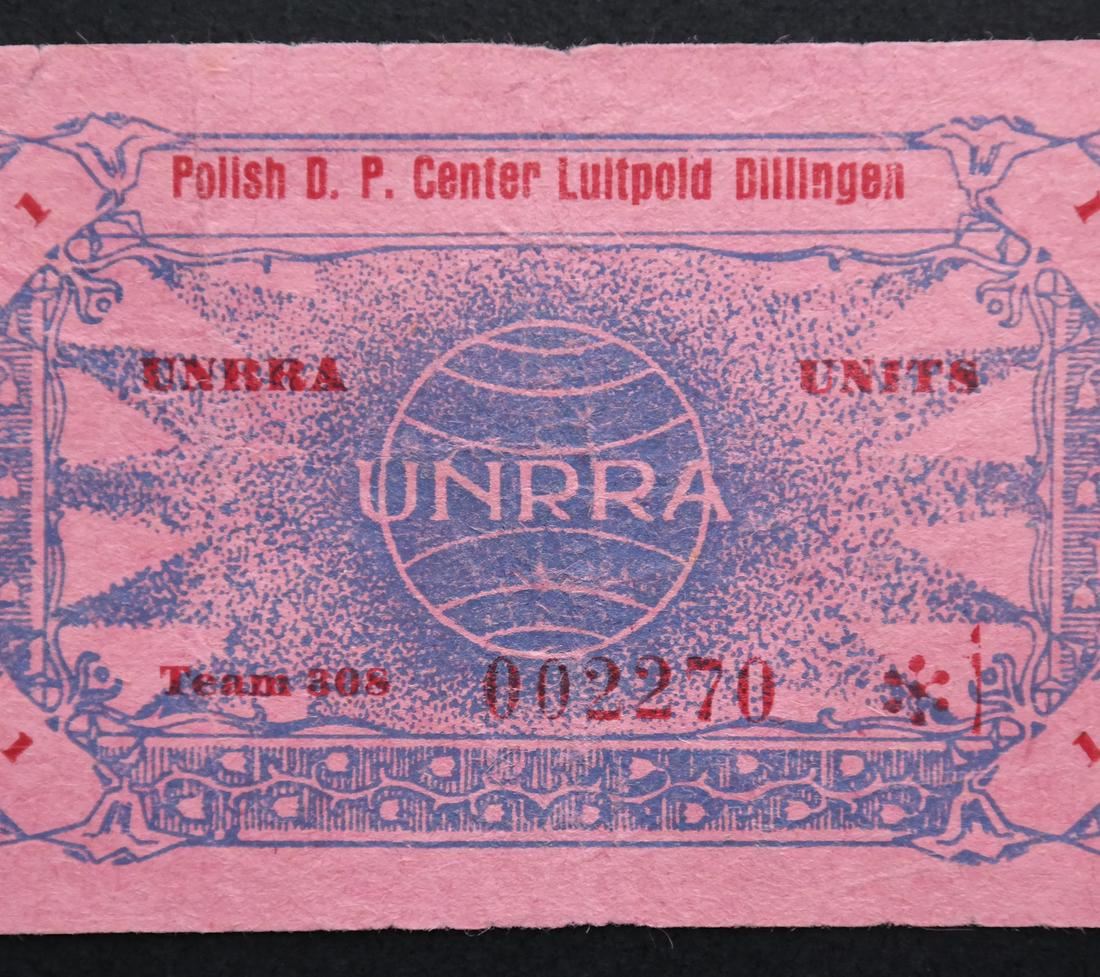 Polish D. P. Center Luitpold Dillingen
1 1
UNRRA UNITS
UNRRA
Team 308 002270
1 1